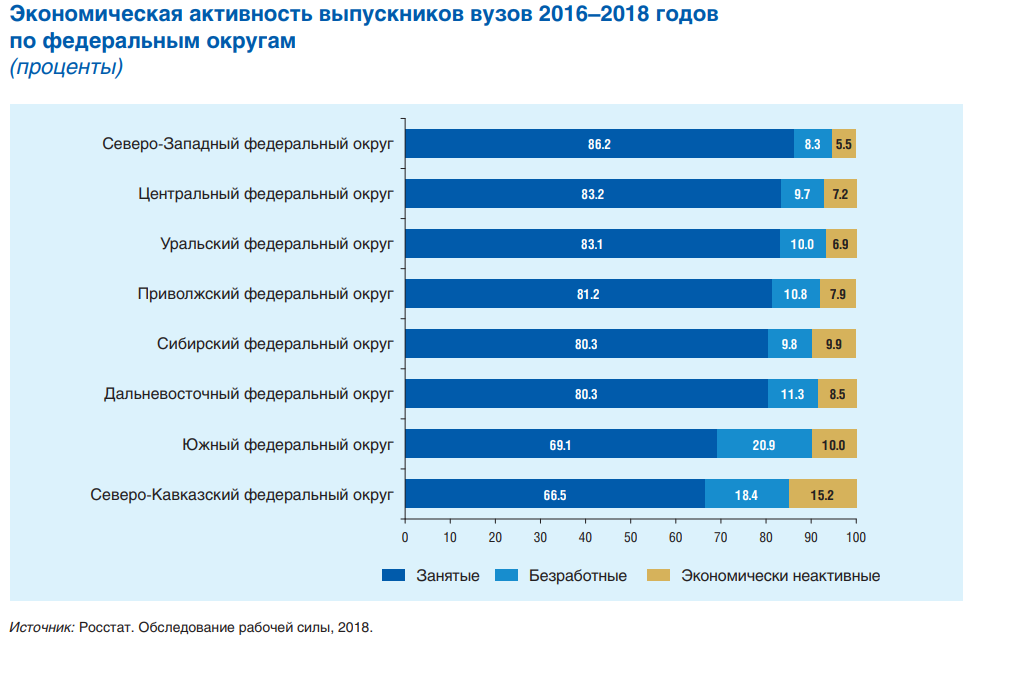 Экономическая активность выпускников вузов 2016–2018 годов
по федеральным округам
(проценты)
Северо-Западный федеральный округ 86.2 8.3 5.5
Центральный федеральный округ 83.2 9.7 7.2
Уральский федеральный округ 83.1 10.0 6.9
Приволжский федеральный округ 81.2 10.8 7.9
Сибирский федеральный округ 80.3 9.8 9.9
Дальневосточный федеральный округ 80.3 11.3 8.5
Южный федеральный округ 69.1 20.9 10.0
Северо-Кавказский федеральный округ 66.5 18.4 15.2
0 10 20 30 40 50 60 70 80 90 100
Занятые Безработные Экономически неактивные
Источник: Росстат. Обследование рабочей силы, 2018.